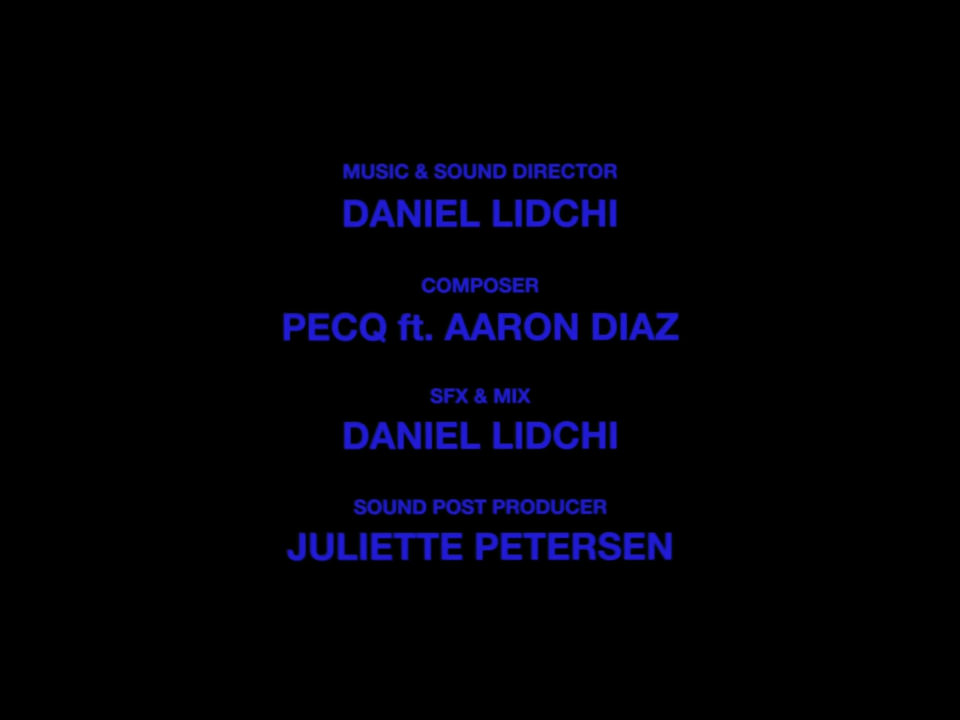 MUSIC & SOUND DIRECTOR
DANIEL LIDCHI
COMPOSER
PECQ ft. AARON DIAZ
SFX & MIX
DANIEL LIDCHI
SOUND POST PRODUCER
JULIETTE PETERSEN